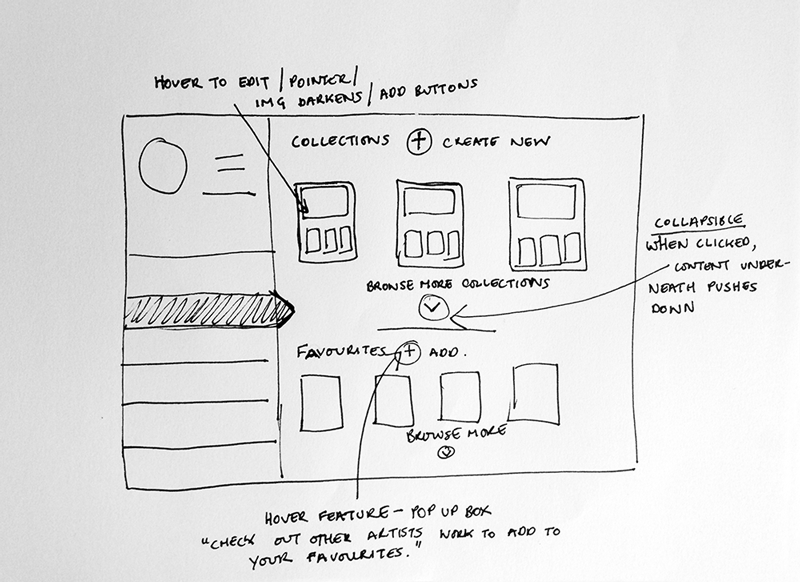 HOVER TO EDIT / POINTER /
IMG DARKENS / ADD BUTTONS
COLLECTIONS + CREATE NEW
COLLAPSIBLE
WHEN CLICKED,
CONTENT UNDER-
NEATH PUSHES
DOWN
BROWSE MORE COLLECTIONS
FAVOURITES + ADD.
BROWSE MORE
HOVER FEATURE - POP UP BOX
"CHECK OUT OTHER ARTISTS WORK TO ADD TO
YOUR FAVOURITES."